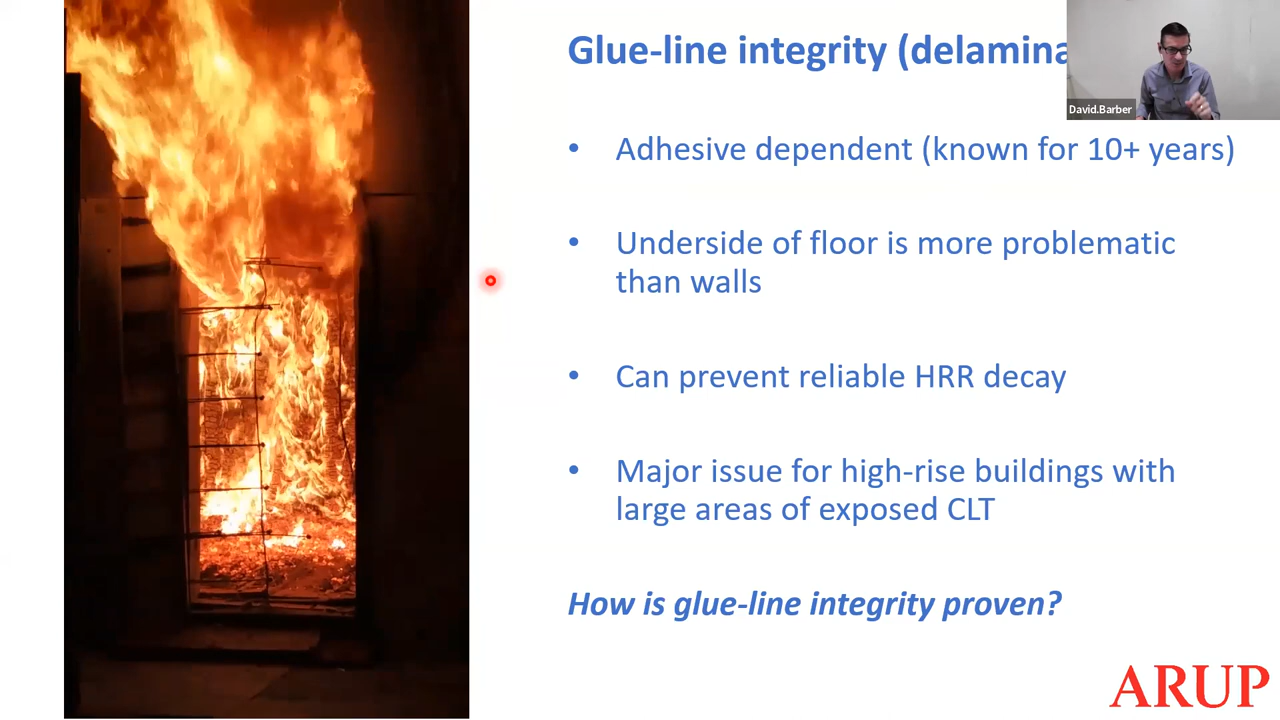 Glue-line integrity (delamina
David.Barber
• Adhesive dependent (known for 10+ years)
• Underside of floor is more problematic
than walls
• Can prevent reliable HRR decay
• Major issue for high-rise buildings with
large areas of exposed CLT
How is glue-line integrity proven?
ARUP